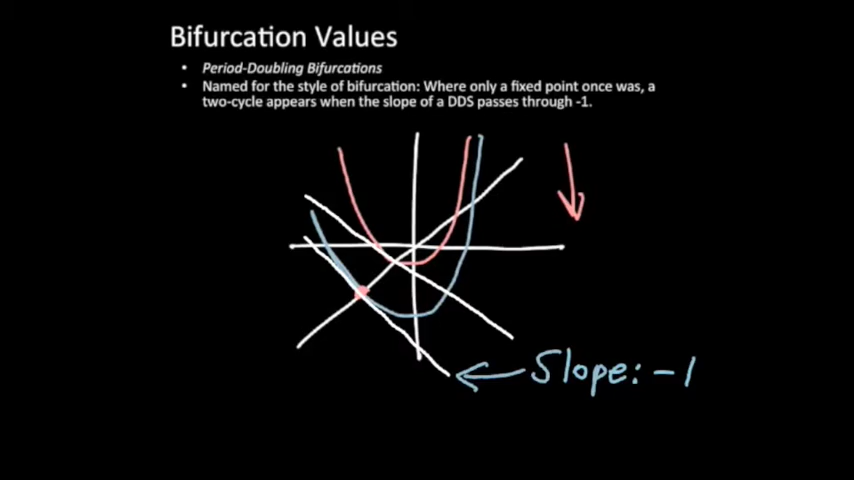 Bifurcation Values
• Period-Doubling Bifurcations
• Named for the style of bifurcation: Where only a fixed point once was, a
two-cycle appears when the slope of a DDS passes through -1.
Slope: -1